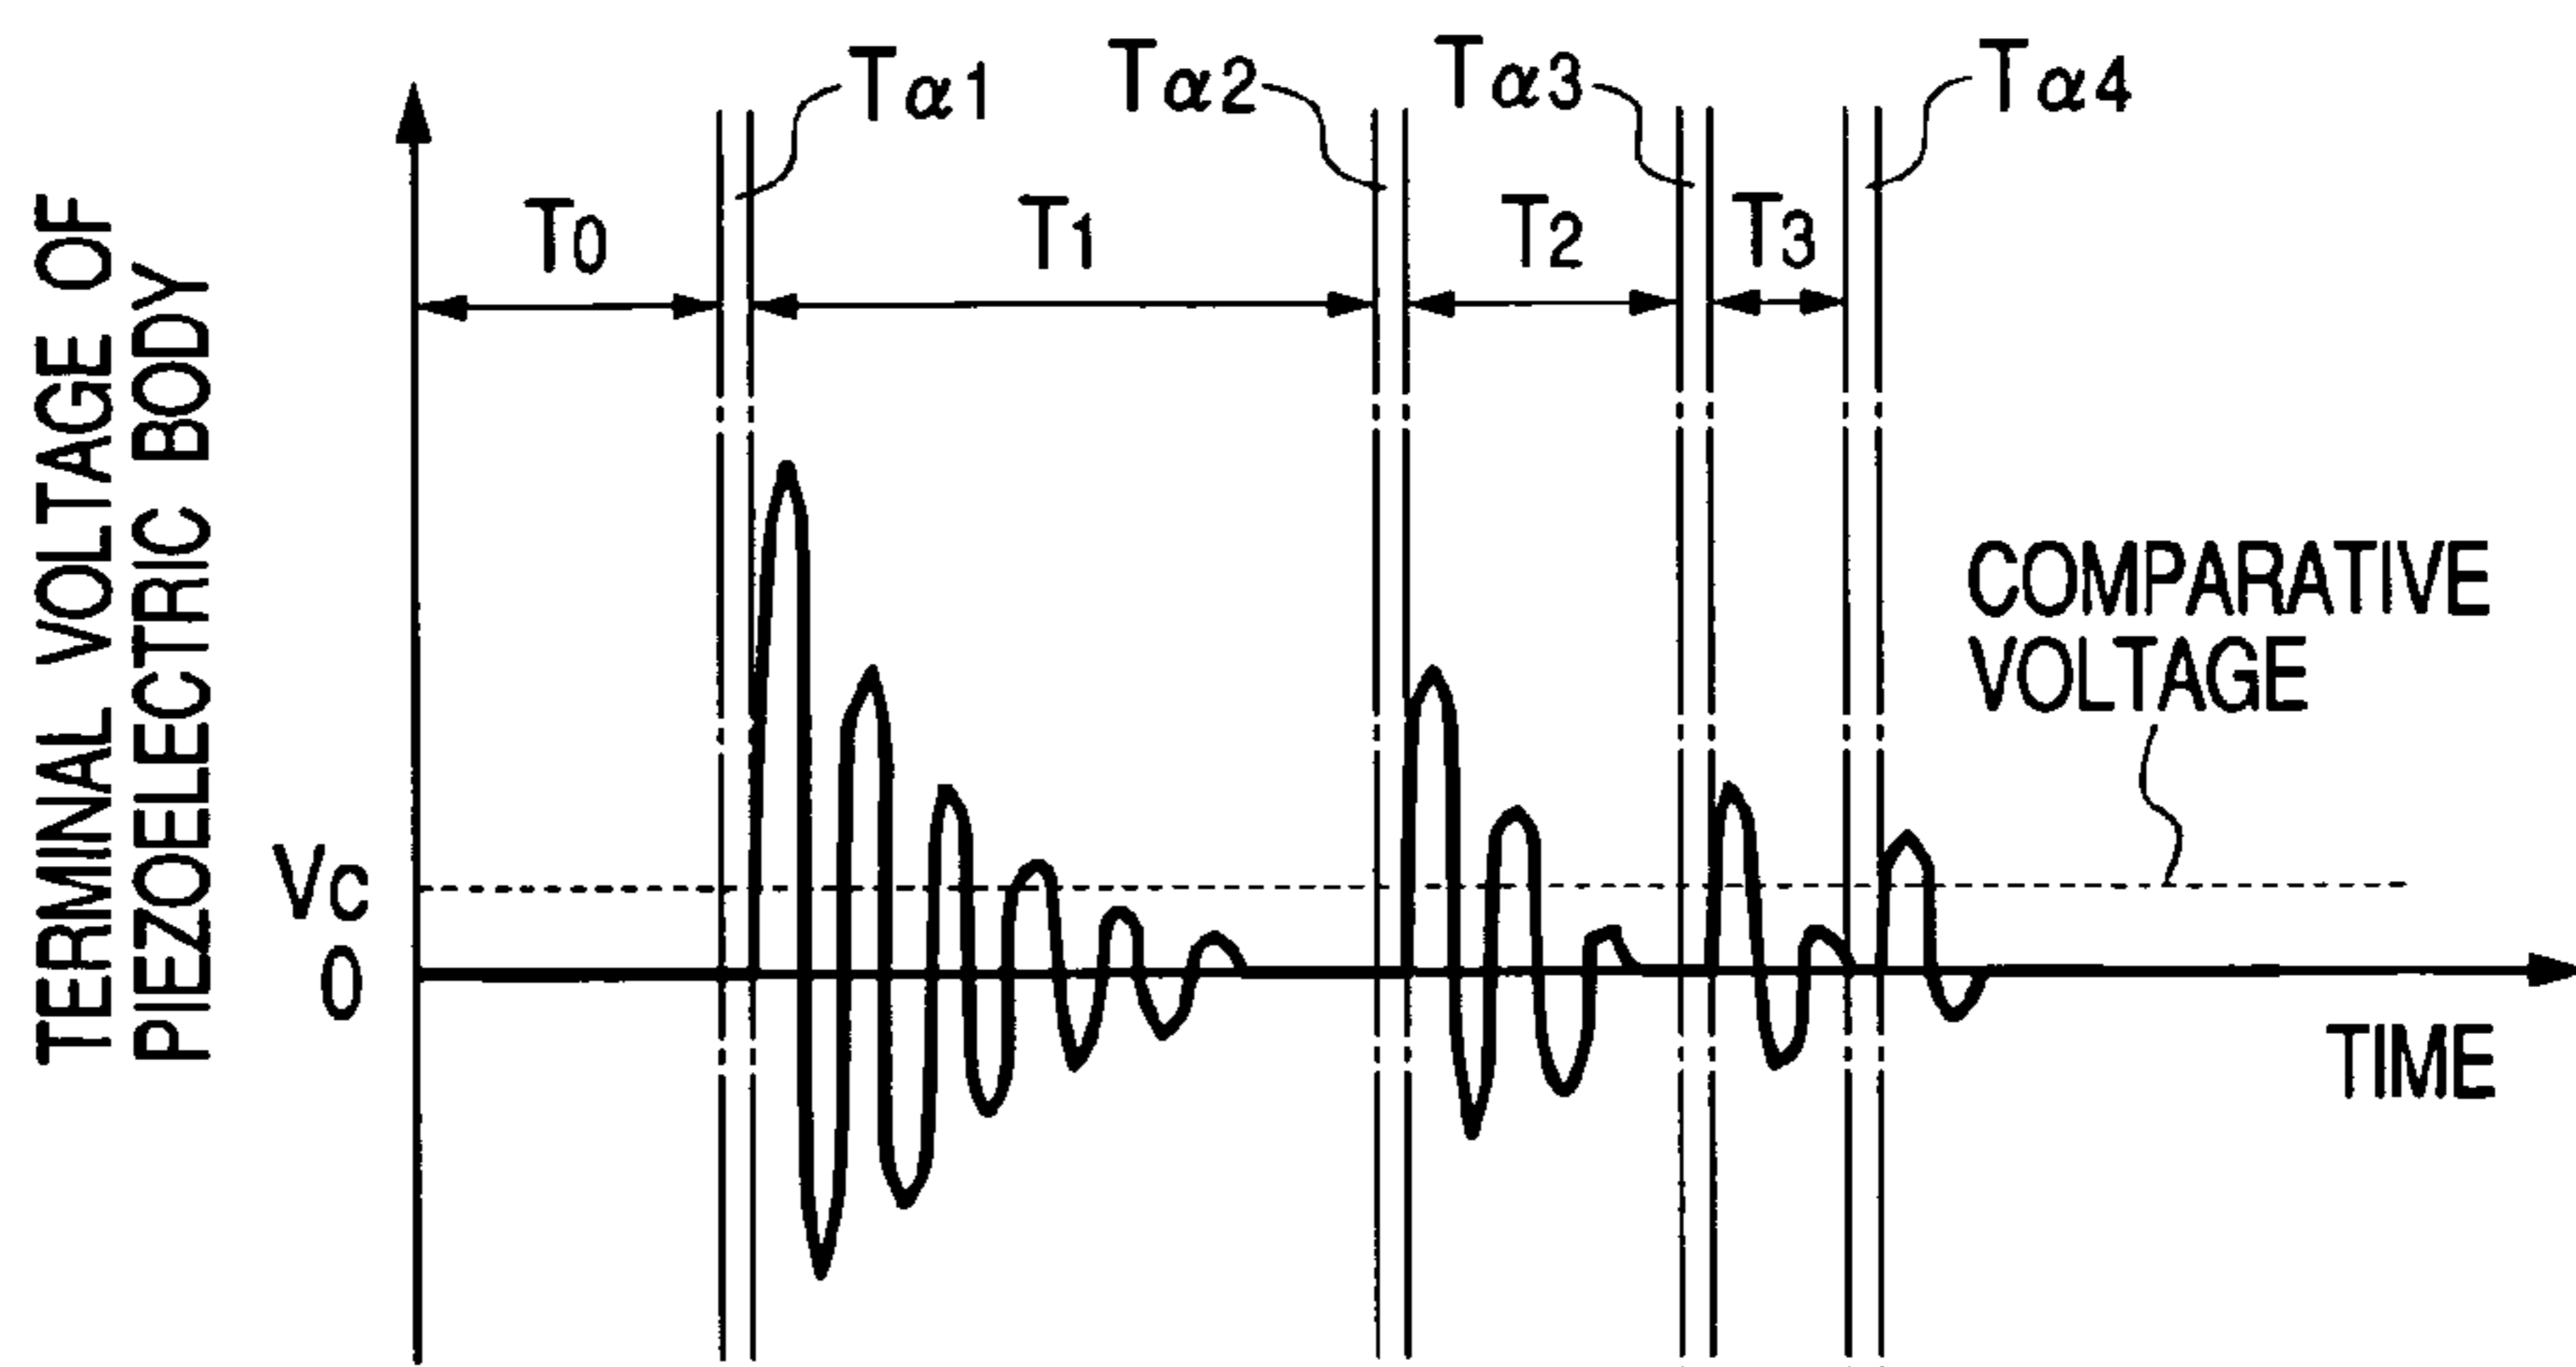 TERMINAL VOLTAGE OF
PIEZOELECTRIC BODY
Tα1
Tα2
Tα3
Tα4
T0
T1
T2
T3
COMPARATIVE
VOLTAGE
Vc
0
TIME